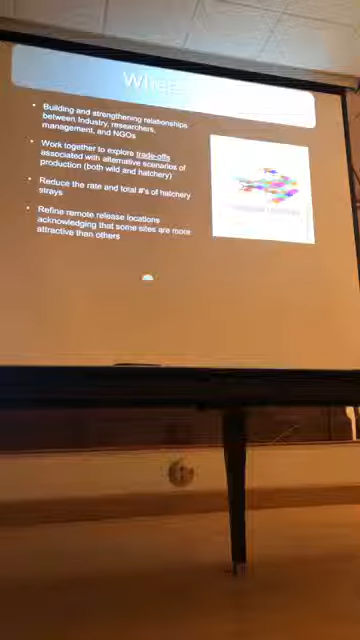 • Building and strengthening relationships
between Industry, researchers,
management, and NGOs
• Work together to explore trade-offs
associated with alternative scenarios of
production (both wild and hatchery)
• Reduce the rate and total #'s of hatchery
strays
• Refine remote release locations
acknowledging that some sites are more
attractive than others